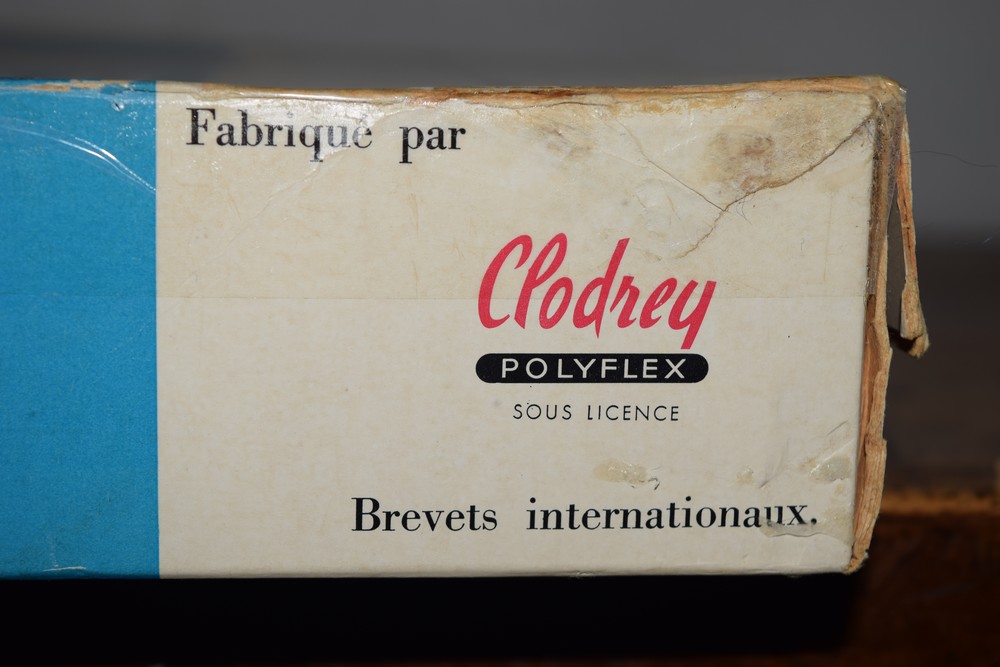 Fabriqué par
Clodrey
POLYFLEX
SOUS LICENCE
Brevets internationaux.